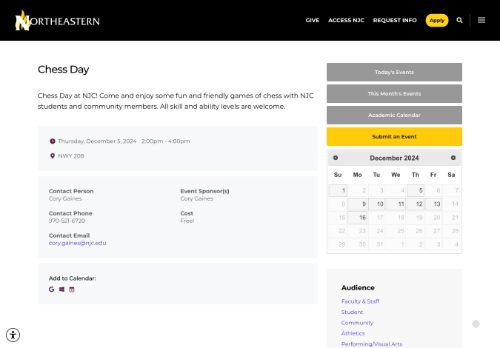 NORTHEASTERN
GIVE ACCESS NJC REQUEST INFO Apply
Chess Day
Chess Day at NJC! Come and enjoy some fun and friendly games of chess with NJC
students and community members. All skill and ability levels are welcome.
Thursday, December 5, 2024 2:00pm - 4:00pm
NWY 209
Contact Person
Cory Gaines
Contact Phone
970-521-6720
Contact Email
cory.gaines@njc.edu
Event Sponsor(s)
Cory Gaines
Cost
Free!
Add to Calendar:
Today's Events
This Month's Events
Academic Calendar
Submit an Event
December 2024
Su Mo Tu We Th Fr Sa
1 2 3 4 5 6 7
8 9 10 11 12 13 14
15 16 17 18 19 20 21
22 23 24 25 26 27 28
29 30 31 1 2 3 4
Audience
Faculty & Staff
Student
Community
Athletics
Performing/Visual Arts